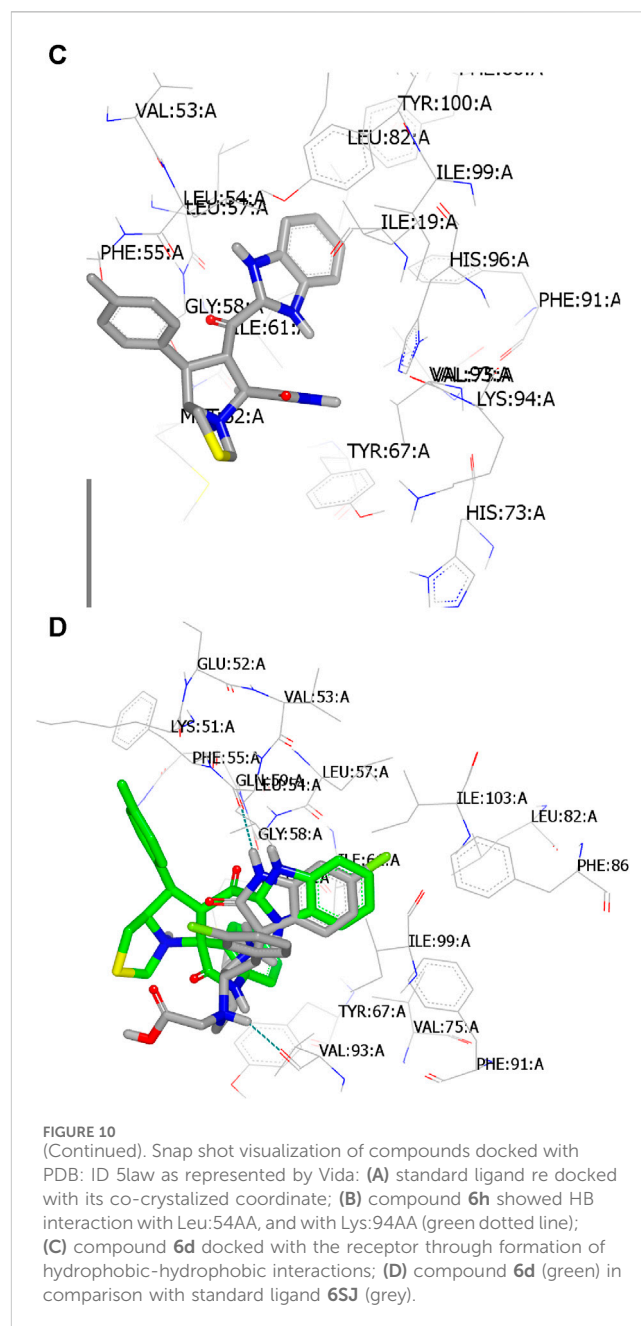 C
TYR:100:A
VAL:53:A
LEU:82:A
ILE:99:A
LEU:54:A
LEU:57:A
ILE:19:A
PHE:55:A
HIS:96:A
GLY:58:A
PHE:91:A
ILE:61:A
LYS:94:A
TYR:67:A
HIS:73:A
D
GLU:52:A
VAL:53:A
LYS:51:A
PHE:55:A
LEU:57:A
GLN:59:A
LEU:54:A
ILE:103:A
LEU:82:A
GLY:58:A
PHE:86
ILE:99:A
TYR:67:A
VAL:75:A
VAL:93:A
PHE:91:A
FIGURE 10
(Continued). Snap shot visualization of compounds docked with
PDB: ID 5law as represented by Vida: (A) standard ligand re docked
with its co-crystalized coordinate; (B) compound 6h showed HB
interaction with Leu:54AA, and with Lys:94AA (green dotted line);
(C) compound 6d docked with the receptor through formation of
hydrophobic-hydrophobic interactions; (D) compound 6d (green) in
comparison with standard ligand 6SJ (grey).